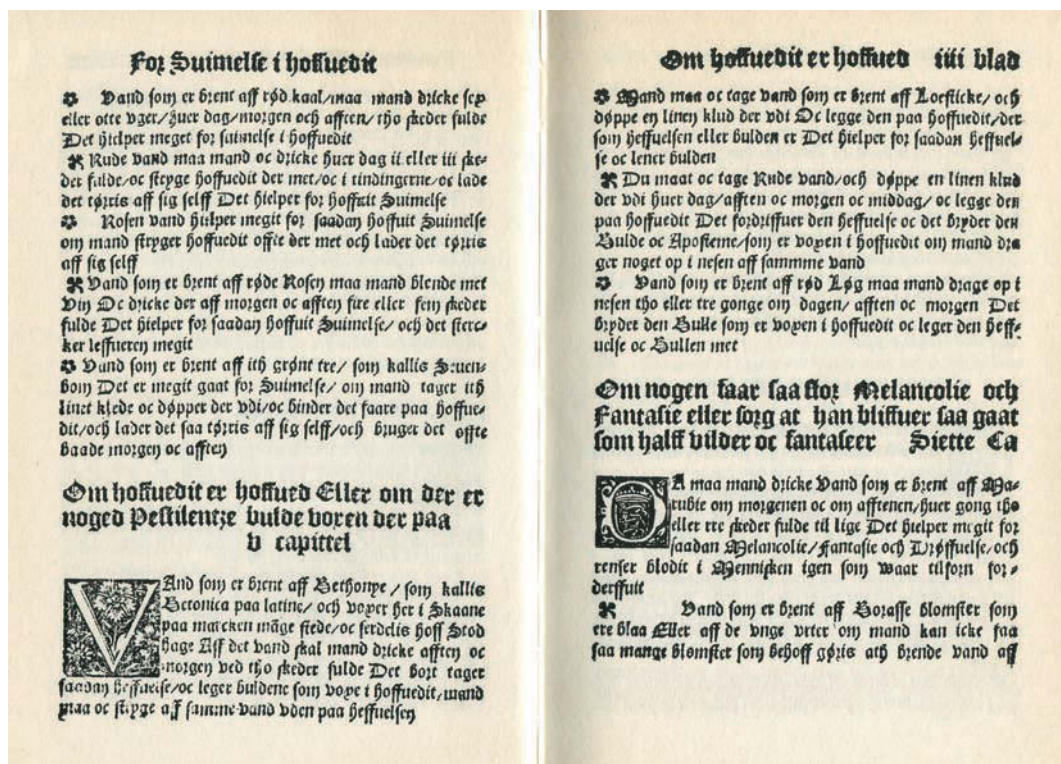 For Suimelse i hoffuedit
Vand som er brent aff rød kaal/maa mand dricke sex
eller otte vger/huer dag/morgen och afften/tho skeder fulde
Det hielper meget for suimelse i hoffuedit
Rude vand maa mand oc dricke huer dag ii eller iii ske⸗
der fulde/oc stryge hoffuedit der met/oc i tindingerne/oc lade
det tørris aff sig selff Det hielper for hoffuit Suimelse
Rosen vand hielper megit for saadan hoffuit Suimelse
om mand stryger hoffuedit offte der met och lader det tørris
aff sig selff
Vand som er brent aff røde Rosen maa mand blende met
Vin Oc dricke der aff morgen oc afften fire eller fem skeder
fulde Det hielper for saadan hoffuit Suimelse/ och det sterc⸗
ker leffueren megit
Vand som er brent aff ith grønt tre/ som kallis Seuen⸗
bom Det er megit gaat for Suimelse/ om mand tager ith
linet klede oc døpper der vdi/oc binder det faare paa hoffue⸗
dit/och lader det saa tørris aff sig selff/och bruger det offte
baade morgen oc afften
Om hoffuedit er hoffued Eller om der er
noged Pestilentze bulde voxen der paa
v capittel
VAnd som er brent aff Bethonye/ som kallis
Betonica paa latine/ och voxer her i Skaane
paa marcken mãge stede/oc serdelis hoff Stod
hage Aff det vand skal mand dricke afften oc
morgen ved tho skeder fulde Det bort tager
saadan heffuelse/oc leger buldene som voxe i hoffuedit/mand
maa oc stryge aff samme vand vden paa heffuelsen
Om hoffuedit er hoffued iiii blad
Mand maa oc tage vand som er brent aff Loesticke/ och
døppe en linen klud der vdi Oc legge den paa hoffuedit/der
som heffuelsen eller bulden er Det hielper for saadan heffuel⸗
se oc lener bulden
Du maat oc tage Rude vand/och døppe en linen klud
der vdi huer dag/afften oc morgen oc middag/ oc legge den
paa hoffuedit Det fordriffuer den heffuelse oc det bryder den
Bulde oc Aposteme/som er voxen i hoffuedit om mand dra
ger noget op i nesen aff sammme vand
Vand som er brent aff rød Løg maa mand drage op i
nesen tho eller tre gonge om dagen/ afften oc morgen Det
bryder den Bulle som er voxen i hoffuedit oc leger den heff⸗
uelse oc Bullen met
Om nogen faar saa stor Melancolie och
Fantasie eller sorg at han bliffuer saa gaat
som halff vilder oc fantaseer Siette Ca
DA maa mand dricke Vand som er brent aff Ma⸗
rubie om morgenen oc om afftenen/huer gong tho
eller tre skeder fulde til lige Det hielper megit for
saadan Melancolie/Fantasie och Drøffuelse/och
renser blodit i Mennisken igen som waar tilforn for⸗
derffuit
Vand som er brent aff Borasse blomster som
ere blaa Eller aff de vnge vrter om mand kan icke faa
saa mange blomster som behoff gøris ath brende vand aff